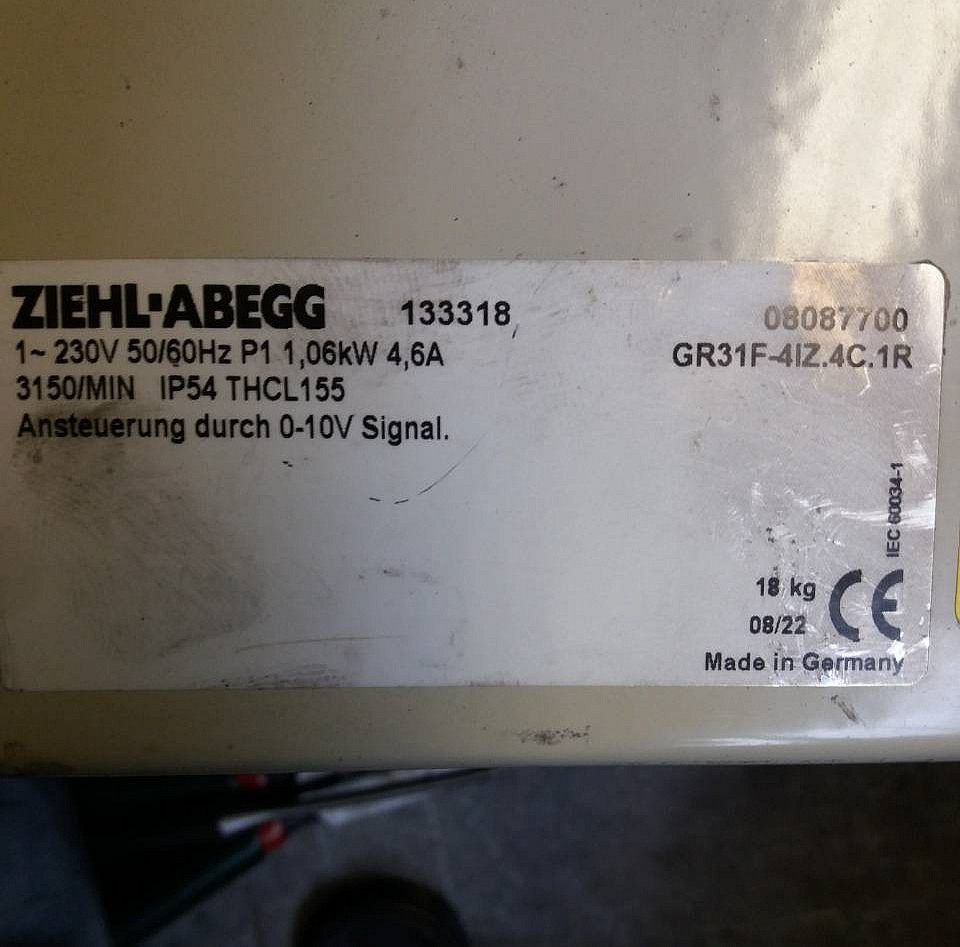 ZIEHL-ABEGG 133318 08087700
1~ 230V 50/60Hz P1 1,06kW 4,6A GR31F-4IZ.4C.1R
3150/MIN IP54 THCL155
Ansteuerung durch 0-10V Signal.
IEC 60034-1
18 kg CE
08/22
Made in Germany